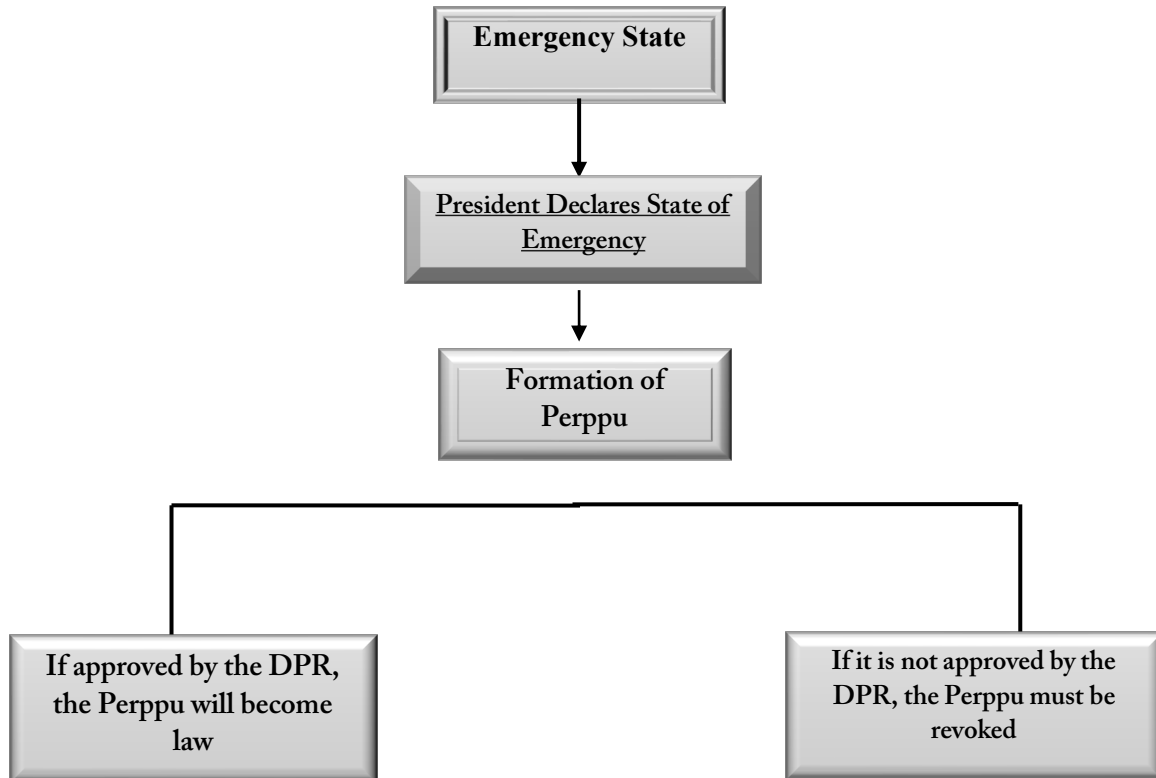 Emergency State
President Declares State of
Emergency
Formation of
Perppu
If approved by the DPR,
the Perppu will become
law
If it is not approved by the
DPR, the Perppu must be
revoked